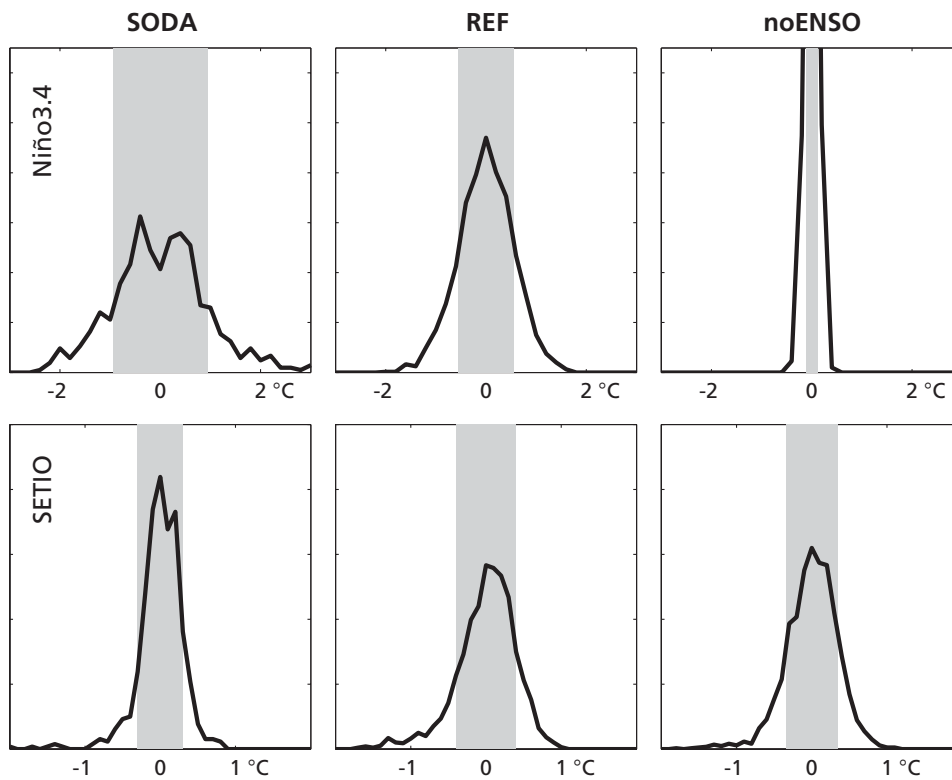 SODA REF noENSO
Niño3.4
-2 0 2 °C -2 0 2 °C -2 0 2 °C
SETIO
-1 0 1 °C -1 0 1 °C -1 0 1 °C